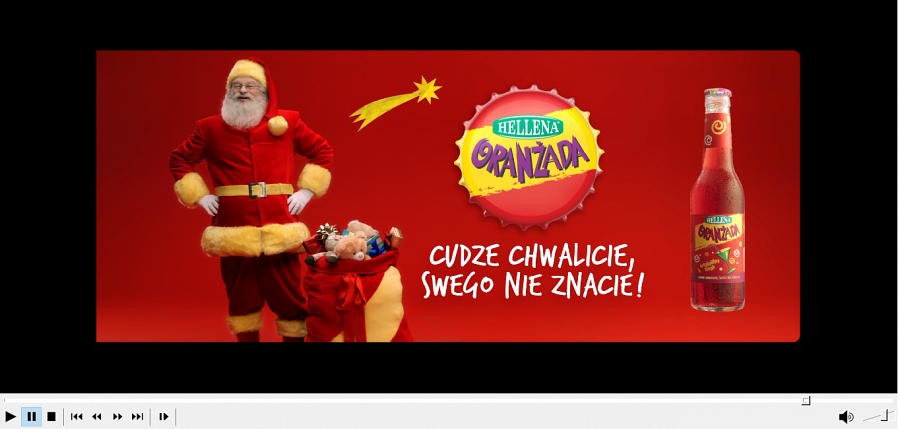 HELLENA
ORANŻADA
CUDZE CHWALICIE,
SWEGO NIE ZNACIE!
HELLENA
ORANŻADA